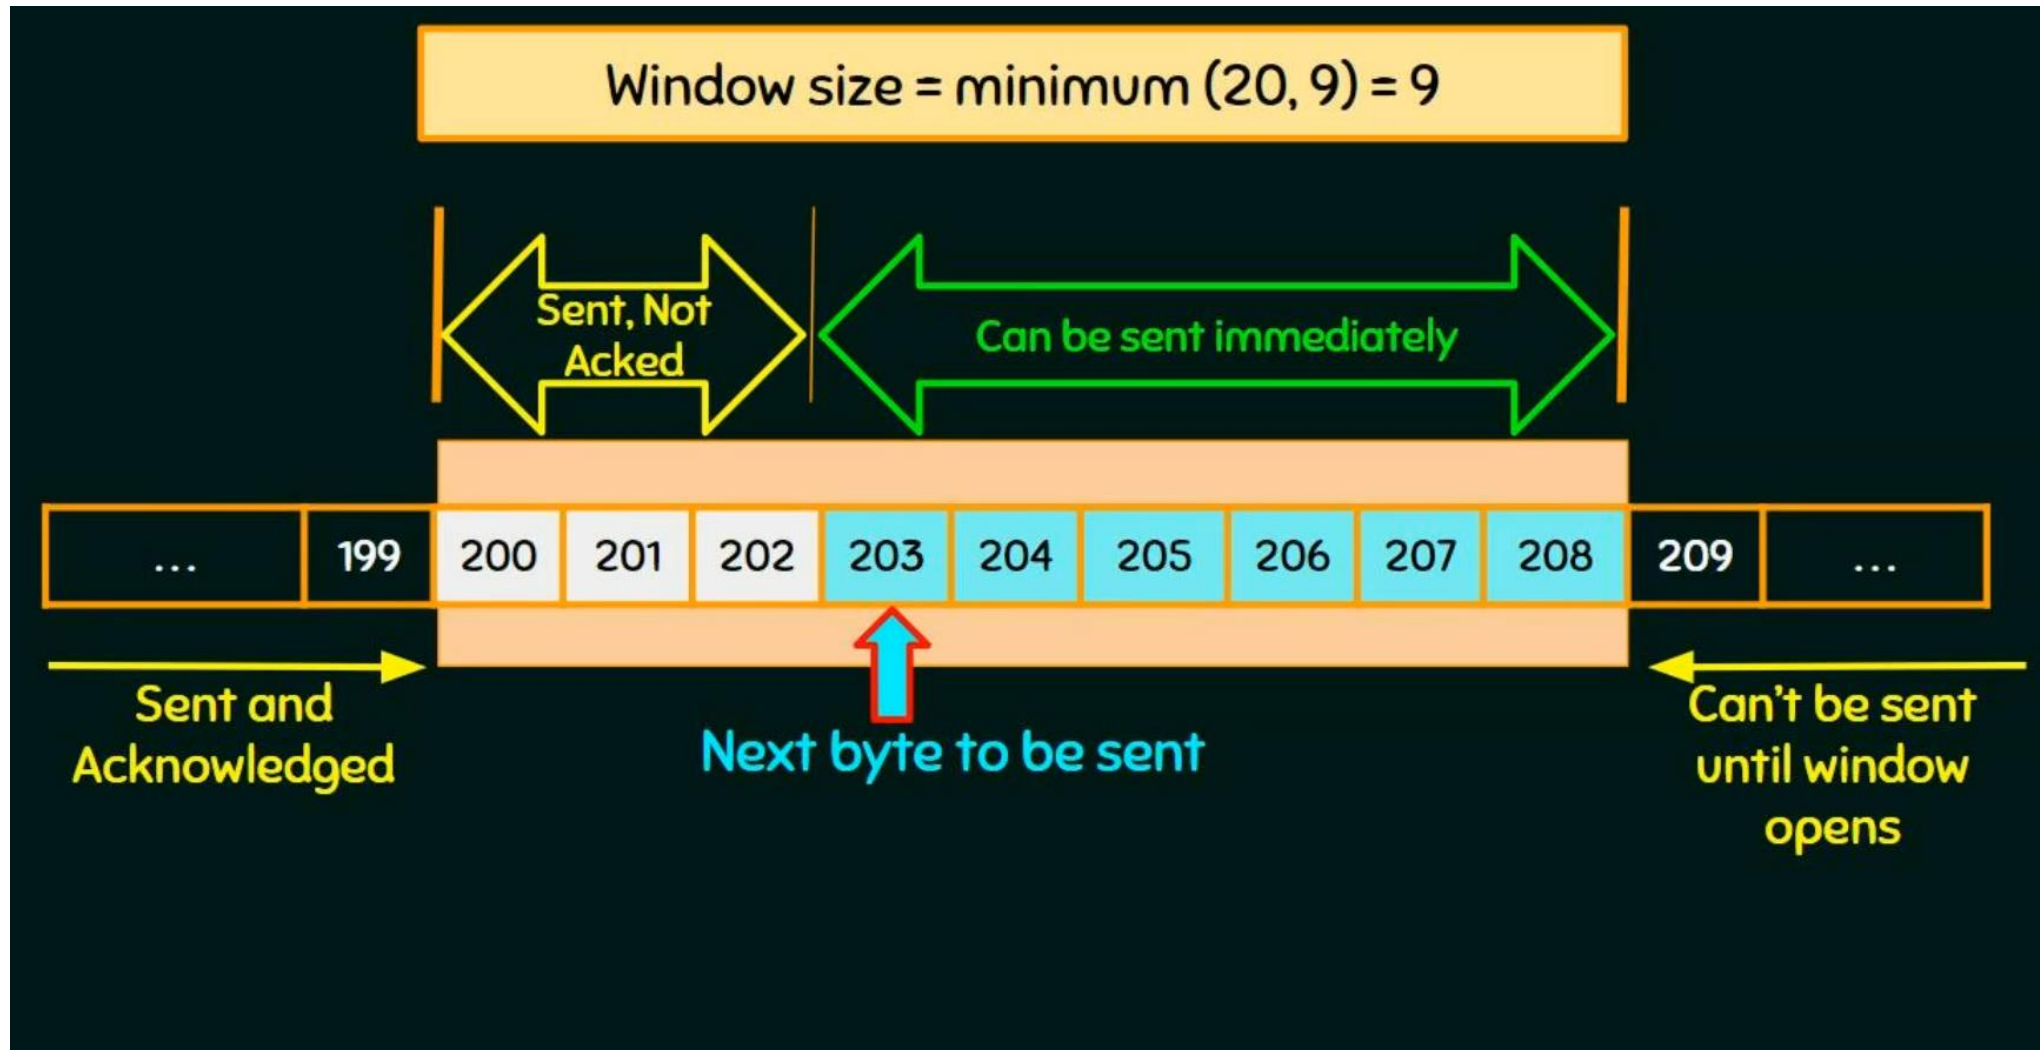 Window size = minimum (20, 9) = 9
Sent, Not
Acked
Can be sent immediately
... 199 200 201 202 203 204 205 206 207 208 209 ...
Sent and
Acknowledged
Next byte to be sent
Can't be sent
until window
opens